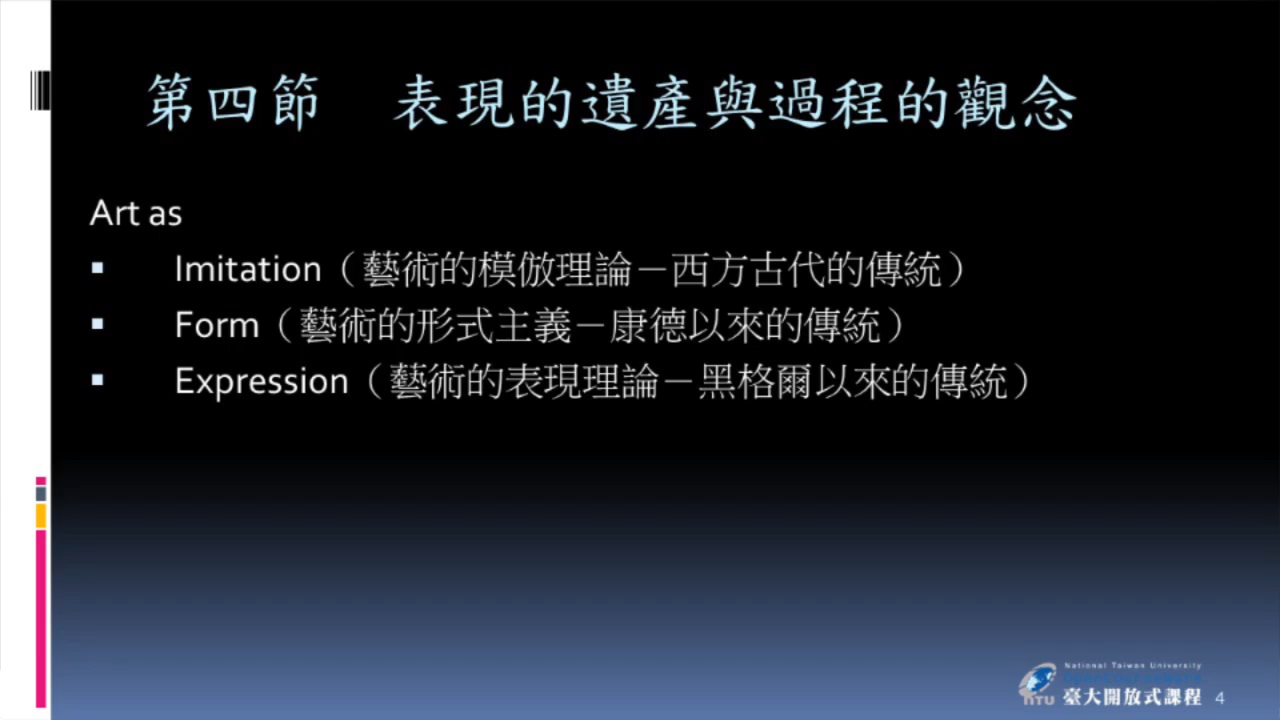 第四節　表現的遺產與過程的觀念
Art as
▪ Imitation（藝術的模倣理論－西方古代的傳統）
▪ Form（藝術的形式主義－康德以來的傳統）
▪ Expression（藝術的表現理論－黑格爾以來的傳統）
National Taiwan University
OpenCourseWare
NTU 臺大開放式課程 4